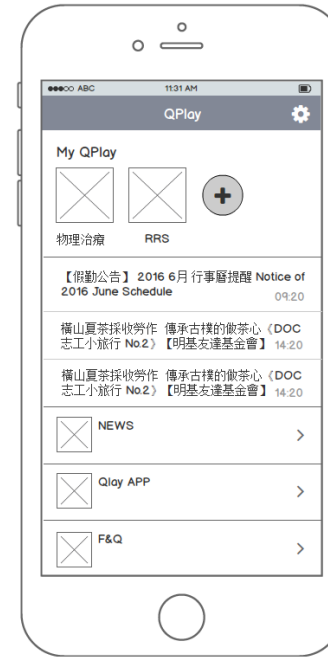 ABC 11:31 AM
QPlay
My QPlay
物理治療 RRS
【假勤公告】 2016 6月 行事曆提醒 Notice of
2016 June Schedule 09:20
橫山夏茶採收勞作 傳承古樸的做茶心《DOC
志工小旅行 No.2》【明基友達基金會】 14:20
橫山夏茶採收勞作 傳承古樸的做茶心《DOC
志工小旅行 No.2》【明基友達基金會】 14:20
NEWS
Qlay APP
F&Q